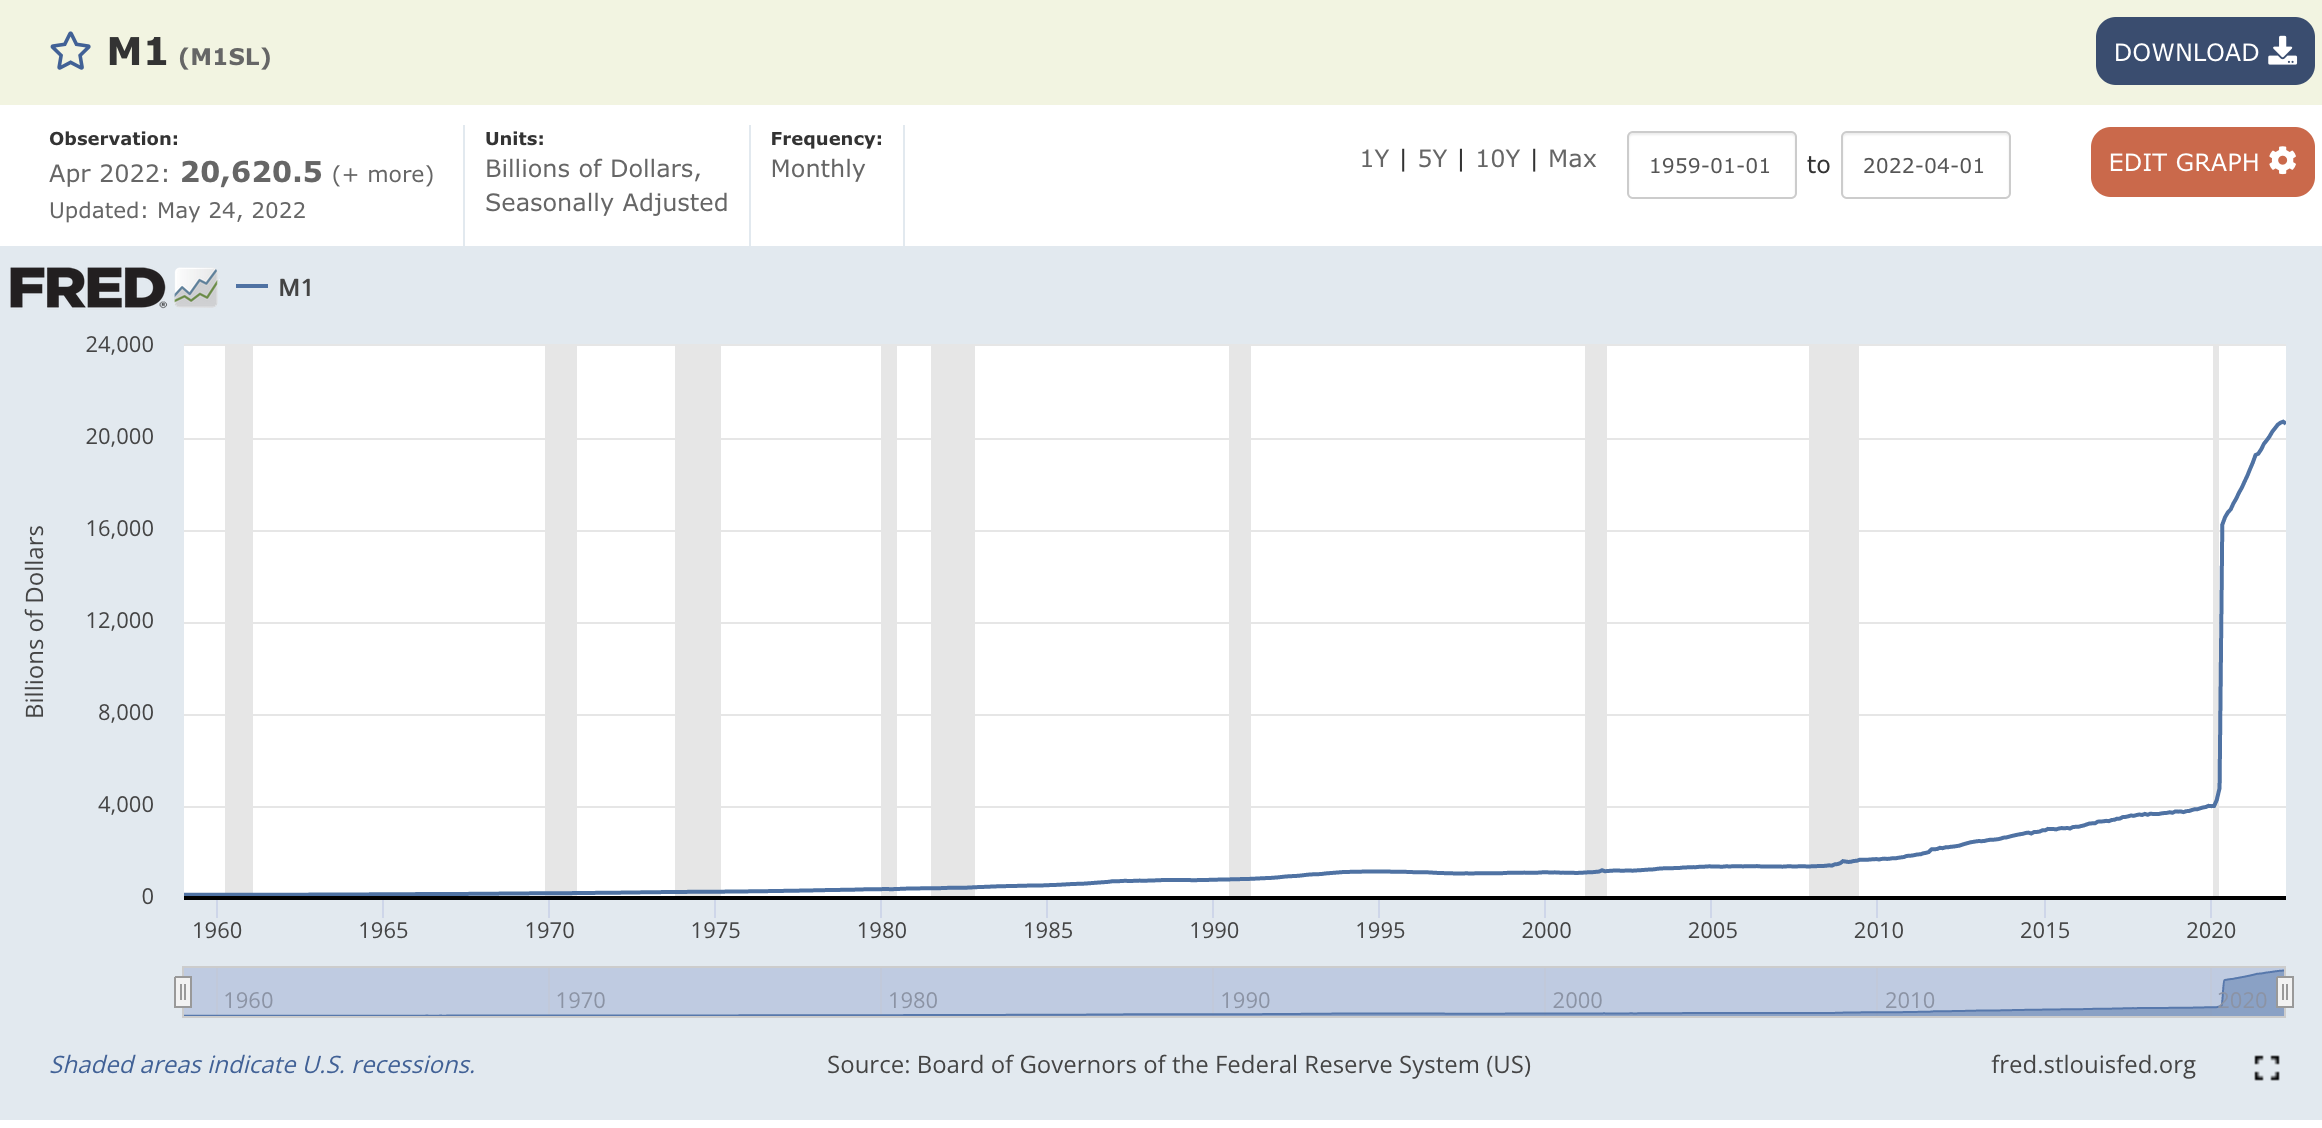 M1 (M1SL)
DOWNLOAD
Observation:
Apr 2022: 20,620.5 (+ more)
Updated: May 24, 2022
Units:
Billions of Dollars,
Seasonally Adjusted
Frequency:
Monthly
1Y | 5Y | 10Y | Max
1959-01-01 to 2022-04-01
EDIT GRAPH
FRED® M1
Billions of Dollars
24,000
20,000
16,000
12,000
8,000
4,000
0
1960 1965 1970 1975 1980 1985 1990 1995 2000 2005 2010 2015 2020
1960 1970 1980 1990 2000 2010 2020
Shaded areas indicate U.S. recessions.
Source: Board of Governors of the Federal Reserve System (US)
fred.stlouisfed.org